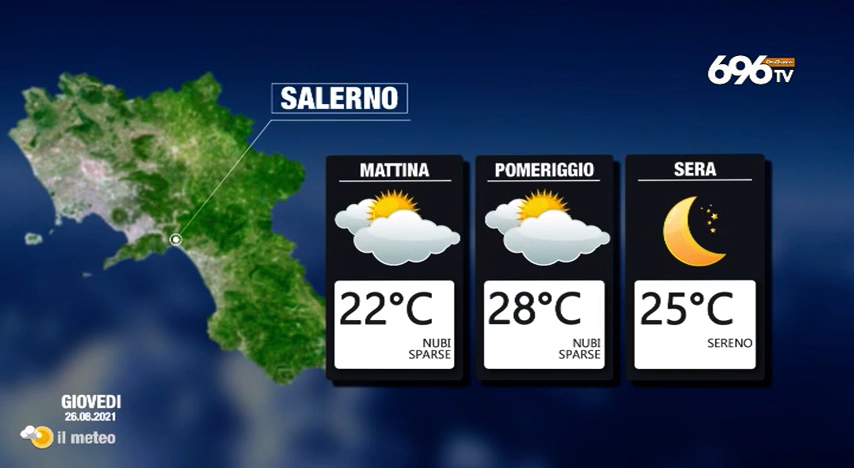 696
TV
SALERNO
MATTINA
22°C
NUBI
SPARSE
POMERIGGIO
28°C
NUBI
SPARSE
SERA
25°C
SERENO
GIOVEDI
26.08.2021
il meteo